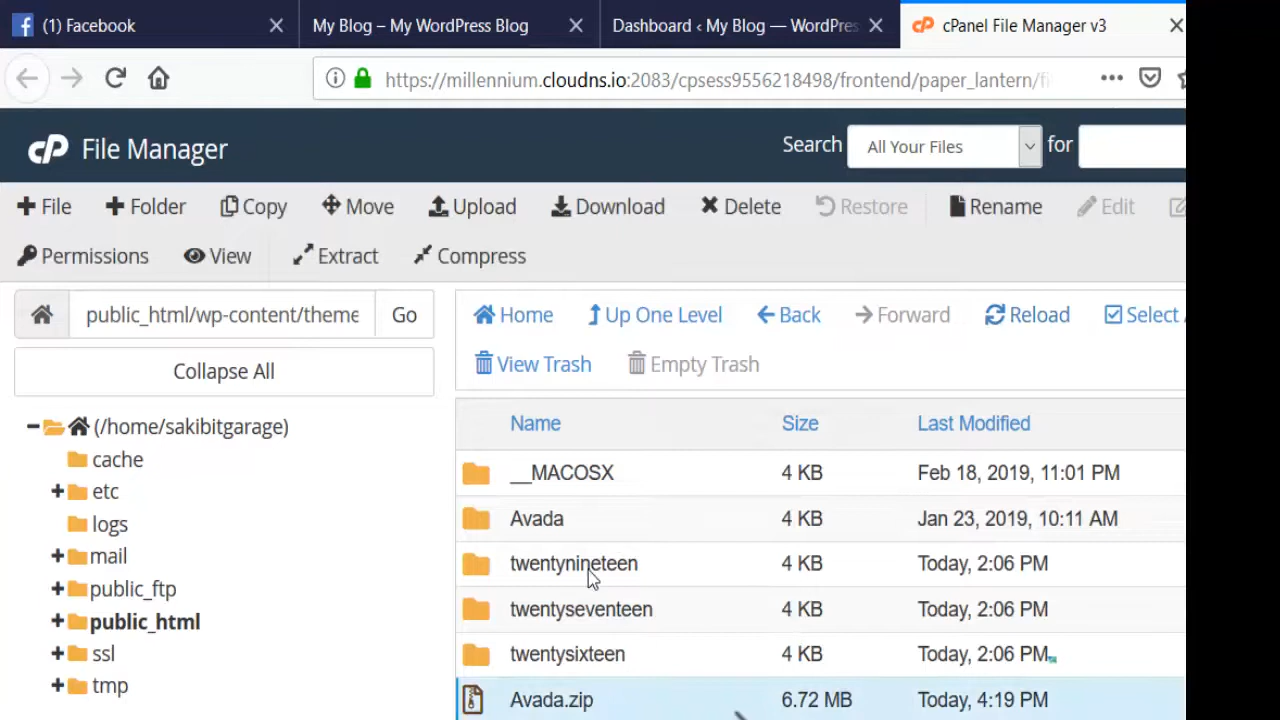 (1) Facebook
My Blog – My WordPress Blog
Dashboard ‹ My Blog — WordPres
cPanel File Manager v3
https://millennium.cloudns.io:2083/cpsess9556218498/frontend/paper_lantern/fi
cP File Manager
Search All Your Files for
File Folder Copy Move Upload Download Delete Restore Rename Edit
Permissions View Extract Compress
public_html/wp-content/theme Go
Home Up One Level Back Forward Reload Select
Collapse All
View Trash Empty Trash
Name Size Last Modified
(/home/sakibitgarage)
cache
etc
logs
mail
public_ftp
public_html
ssl
tmp
__MACOSX 4 KB Feb 18, 2019, 11:01 PM
Avada 4 KB Jan 23, 2019, 10:11 AM
twentynineteen 4 KB Today, 2:06 PM
twentyseventeen 4 KB Today, 2:06 PM
twentysixteen 4 KB Today, 2:06 PM
Avada.zip 6.72 MB Today, 4:19 PM